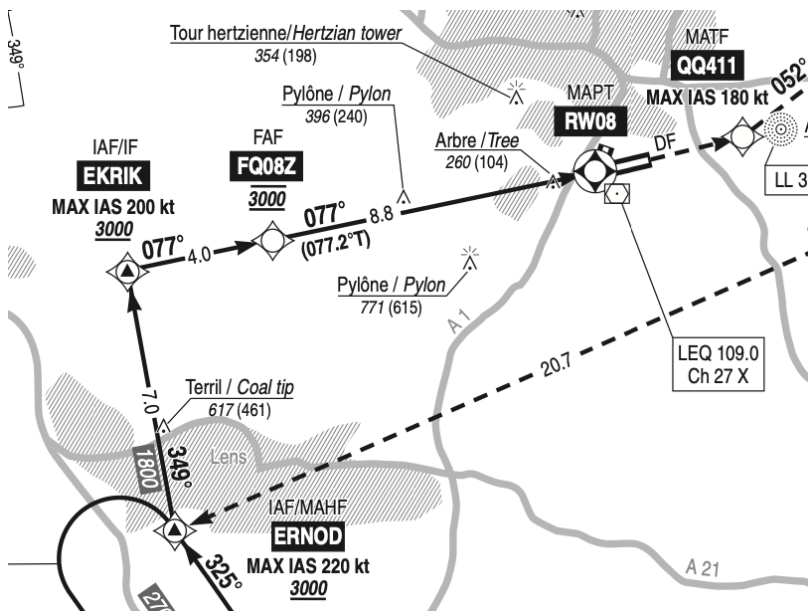 349°
Tour hertzienne/Hertzian tower
354 (198)
MATF
QQ411
MAX IAS 180 kt
052°
Pylône / Pylon
396 (240)
MAPT
RW08
IAF/IF
EKRIK
MAX IAS 200 kt
3000
FAF
FQ08Z
3000
Arbre/Tree
260 (104)
DF
LL 3
077°
4.0
077°
(077.2°T)
8.8
Pylône / Pylon
771 (615)
A 1
LEQ 109.0
Ch 27 X
20.7
7.0
Terril / Coal tip
617 (461)
1800
349°
Lens
IAF/MAHF
ERNOD
MAX IAS 220 kt
3000
325°
A 21